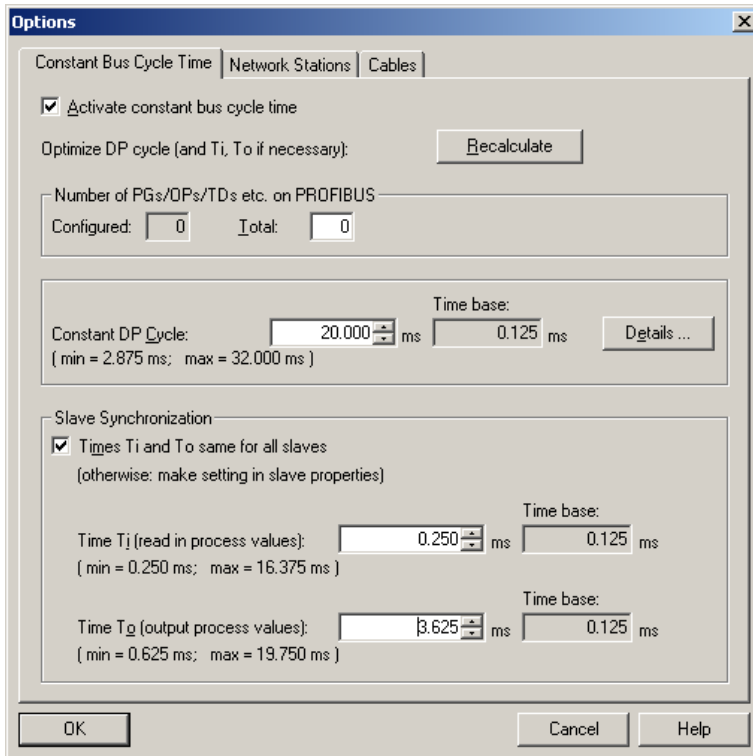 Options
Constant Bus Cycle Time Network Stations Cables
Activate constant bus cycle time
Optimize DP cycle (and Ti, To if necessary): Recalculate
Number of PGs/OPs/TDs etc. on PROFIBUS
Configured: 0 Total: 0
Time base:
Constant DP Cycle: 20.000 ms 0.125 ms Details ...
( min = 2.875 ms; max = 32.000 ms )
Slave Synchronization
Times Ti and To same for all slaves
(otherwise: make setting in slave properties)
Time base:
Time Ti (read in process values): 0.250 ms 0.125 ms
( min = 0.250 ms; max = 16.375 ms )
Time base:
Time To (output process values): 3.625 ms 0.125 ms
( min = 0.625 ms; max = 19.750 ms )
OK Cancel Help